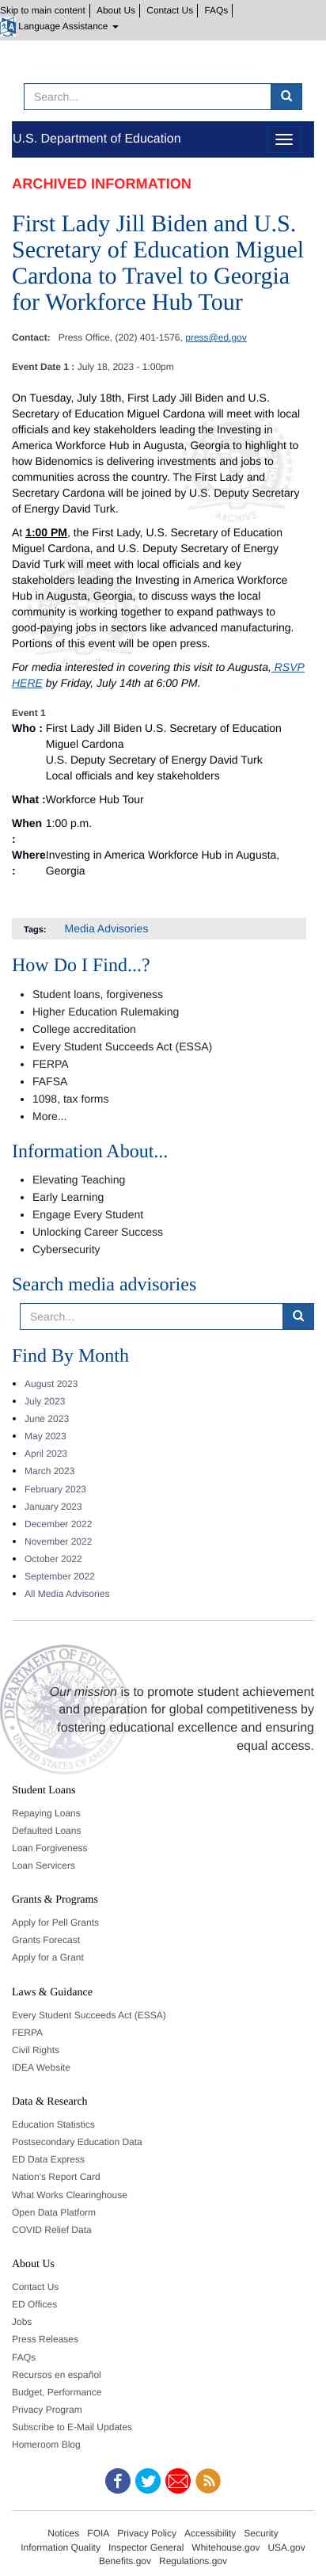 Skip to main content
About Us
Contact Us
FAQs
Language Assistance
Search...
U.S. Department of Education
ARCHIVED INFORMATION
First Lady Jill Biden and U.S.
Secretary of Education Miguel
Cardona to Travel to Georgia
for Workforce Hub Tour
Contact: Press Office, (202) 401-1576, press@ed.gov
Event Date 1 : July 18, 2023 - 1:00pm
On Tuesday, July 18th, First Lady Jill Biden and U.S.
Secretary of Education Miguel Cardona will meet with local
officials and key stakeholders leading the Investing in
America Workforce Hub in Augusta, Georgia to highlight to
how Bidenomics is delivering investments and jobs to
communities across the country. The First Lady and
Secretary Cardona will be joined by U.S. Deputy Secretary
of Energy David Turk.
At 1:00 PM, the First Lady, U.S. Secretary of Education
Miguel Cardona, and U.S. Deputy Secretary of Energy
David Turk will meet with local officials and key
stakeholders leading the Investing in America Workforce
Hub in Augusta, Georgia, to discuss ways the local
community is working together to expand pathways to
good-paying jobs in sectors like advanced manufacturing.
Portions of this event will be open press.
For media interested in covering this visit to Augusta, RSVP
HERE by Friday, July 14th at 6:00 PM.
Event 1
Who : First Lady Jill Biden U.S. Secretary of Education
Miguel Cardona
U.S. Deputy Secretary of Energy David Turk
Local officials and key stakeholders
What :Workforce Hub Tour
When 1:00 p.m.
:
WhereInvesting in America Workforce Hub in Augusta,
: Georgia
Tags: Media Advisories
How Do I Find...?
Student loans, forgiveness
Higher Education Rulemaking
College accreditation
Every Student Succeeds Act (ESSA)
FERPA
FAFSA
1098, tax forms
More...
Information About...
Elevating Teaching
Early Learning
Engage Every Student
Unlocking Career Success
Cybersecurity
Search media advisories
Search...
Find By Month
August 2023
July 2023
June 2023
May 2023
April 2023
March 2023
February 2023
January 2023
December 2022
November 2022
October 2022
September 2022
All Media Advisories
Our mission is to promote student achievement
and preparation for global competitiveness by
fostering educational excellence and ensuring
equal access.
Student Loans
Repaying Loans
Defaulted Loans
Loan Forgiveness
Loan Servicers
Grants & Programs
Apply for Pell Grants
Grants Forecast
Apply for a Grant
Laws & Guidance
Every Student Succeeds Act (ESSA)
FERPA
Civil Rights
IDEA Website
Data & Research
Education Statistics
Postsecondary Education Data
ED Data Express
Nation's Report Card
What Works Clearinghouse
Open Data Platform
COVID Relief Data
About Us
Contact Us
ED Offices
Jobs
Press Releases
FAQs
Recursos en español
Budget, Performance
Privacy Program
Subscribe to E-Mail Updates
Homeroom Blog
Notices FOIA Privacy Policy Accessibility Security
Information Quality Inspector General Whitehouse.gov USA.gov
Benefits.gov Regulations.gov